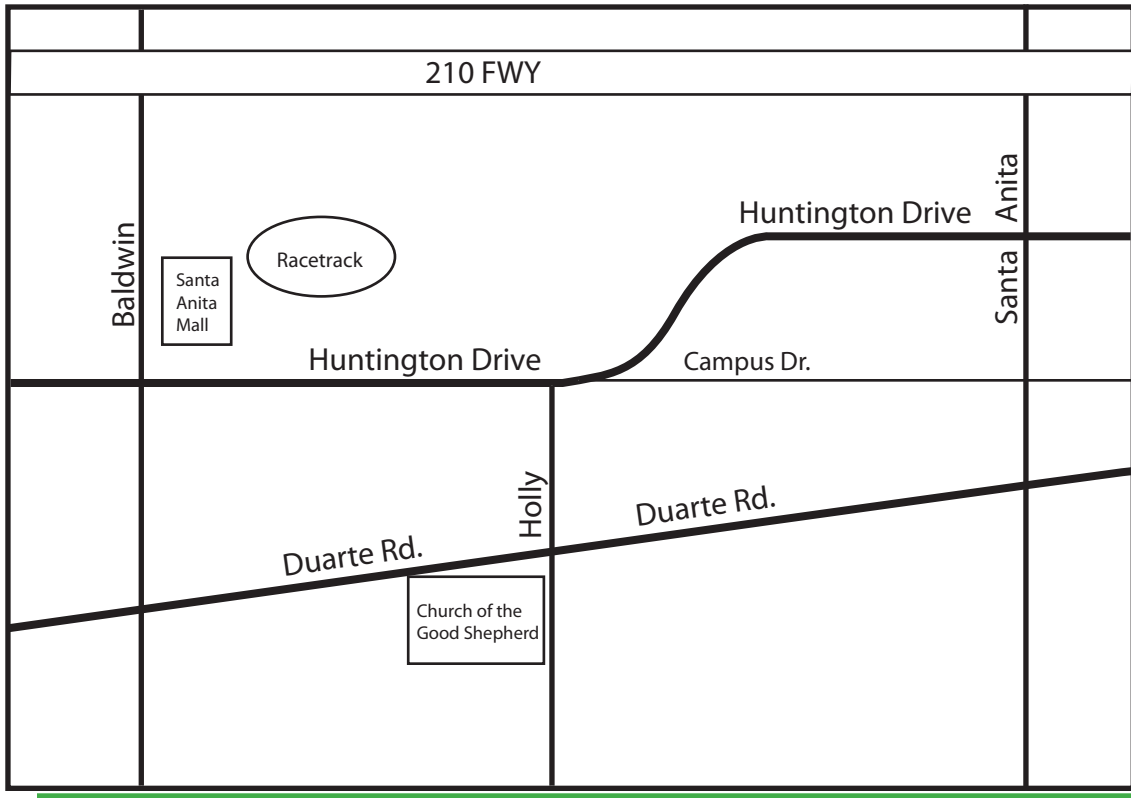 210 FWY
Huntington Drive
Santa Anita
Baldwin
Racetrack
Santa
Anita
Mall
Huntington Drive
Campus Dr.
Holly
Duarte Rd.
Duarte Rd.
Church of the
Good Shepherd